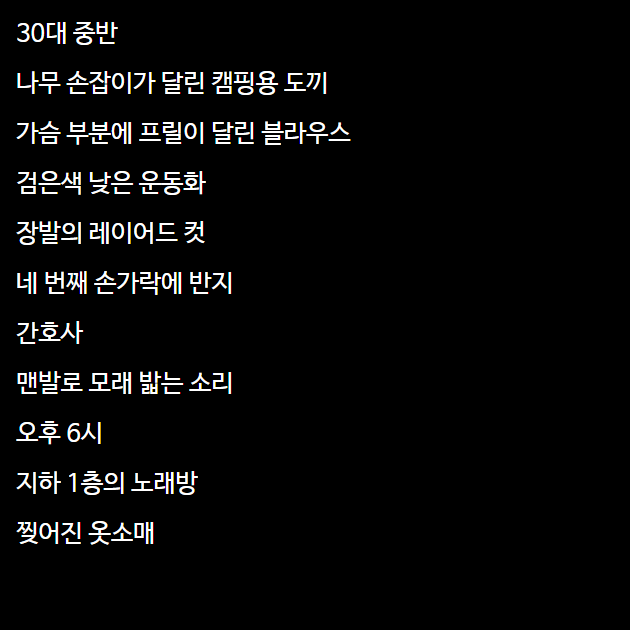 30대 중반
나무 손잡이가 달린 캠핑용 도끼
가슴 부분에 프릴이 달린 블라우스
검은색 낮은 운동화
장발의 레이어드 컷
네 번째 손가락에 반지
간호사
맨발로 모래 밟는 소리
오후 6시
지하 1층의 노래방
찢어진 옷소매